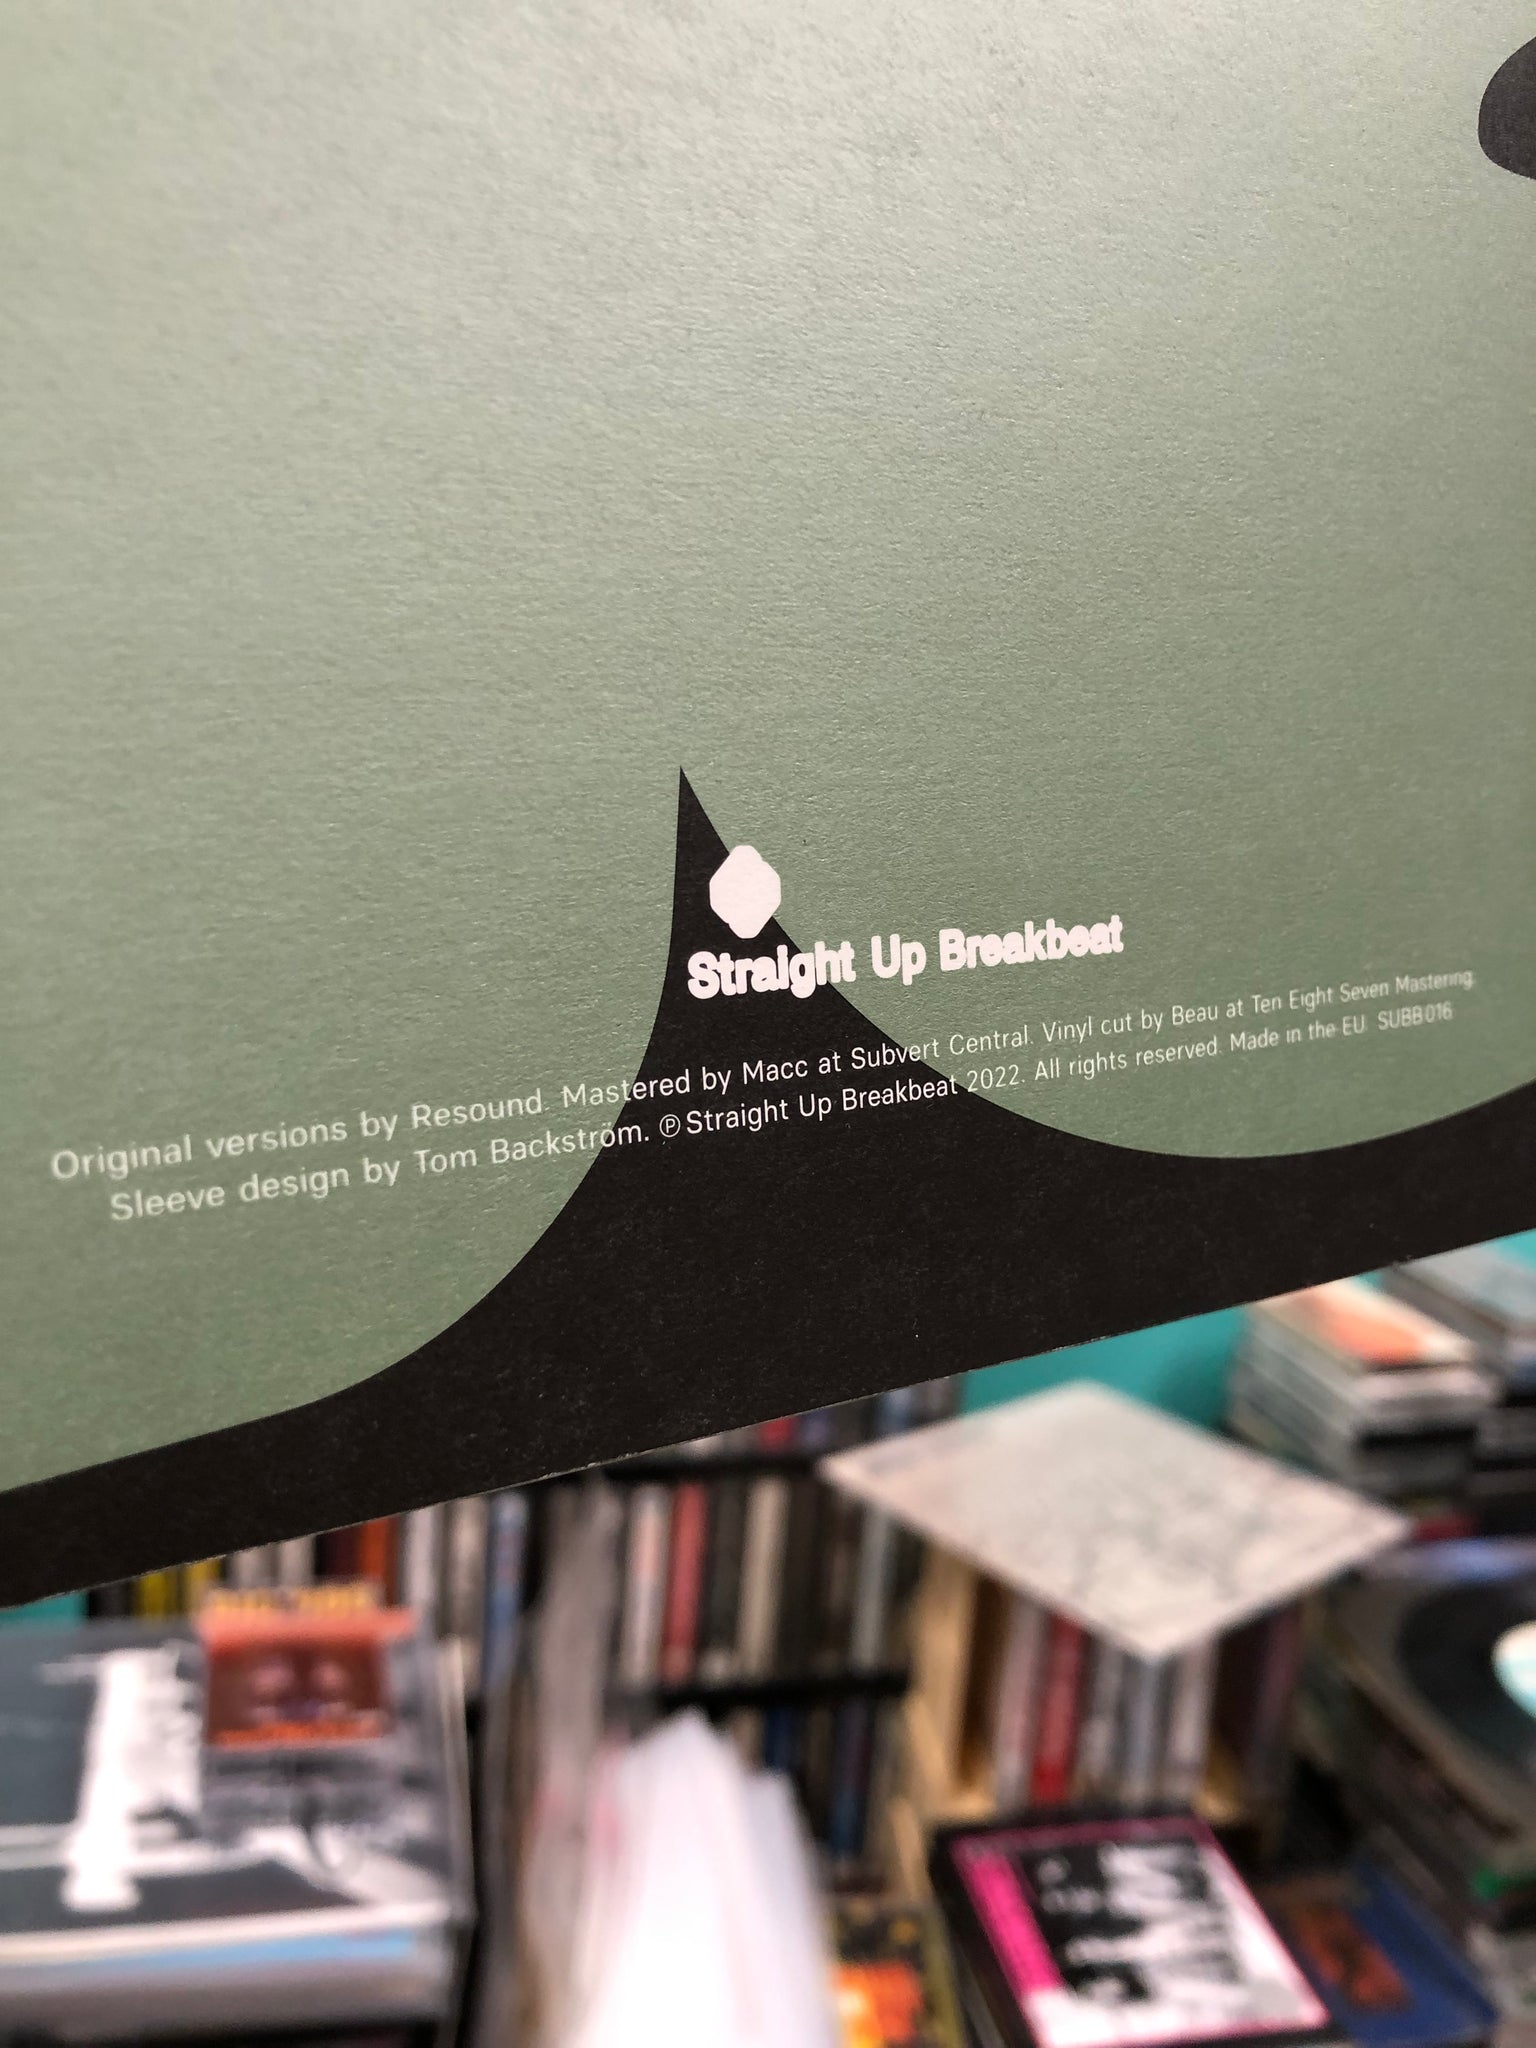 Straight Up Breakbeat
Original versions by Resound. Mastered by Macc at Subvert Central. Vinyl cut by Beau at Ten Eight Seven Mastering.
Sleeve design by Tom Backström. ℗ Straight Up Breakbeat 2022. All rights reserved. Made in the EU. SUBB016